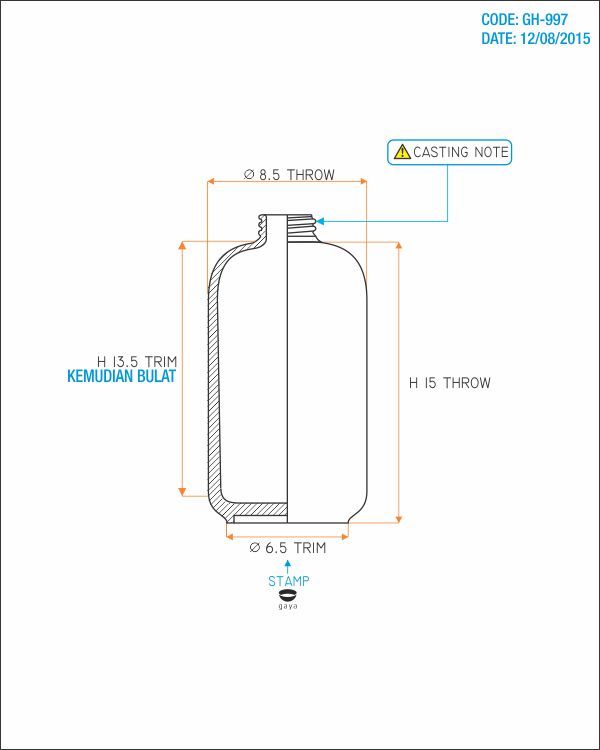 CODE: GH-997
DATE: 12/08/2015
CASTING NOTE
Ø 8.5 THROW
H 13.5 TRIM
KEMUDIAN BULAT
H 15 THROW
Ø 6.5 TRIM
STAMP
gaya